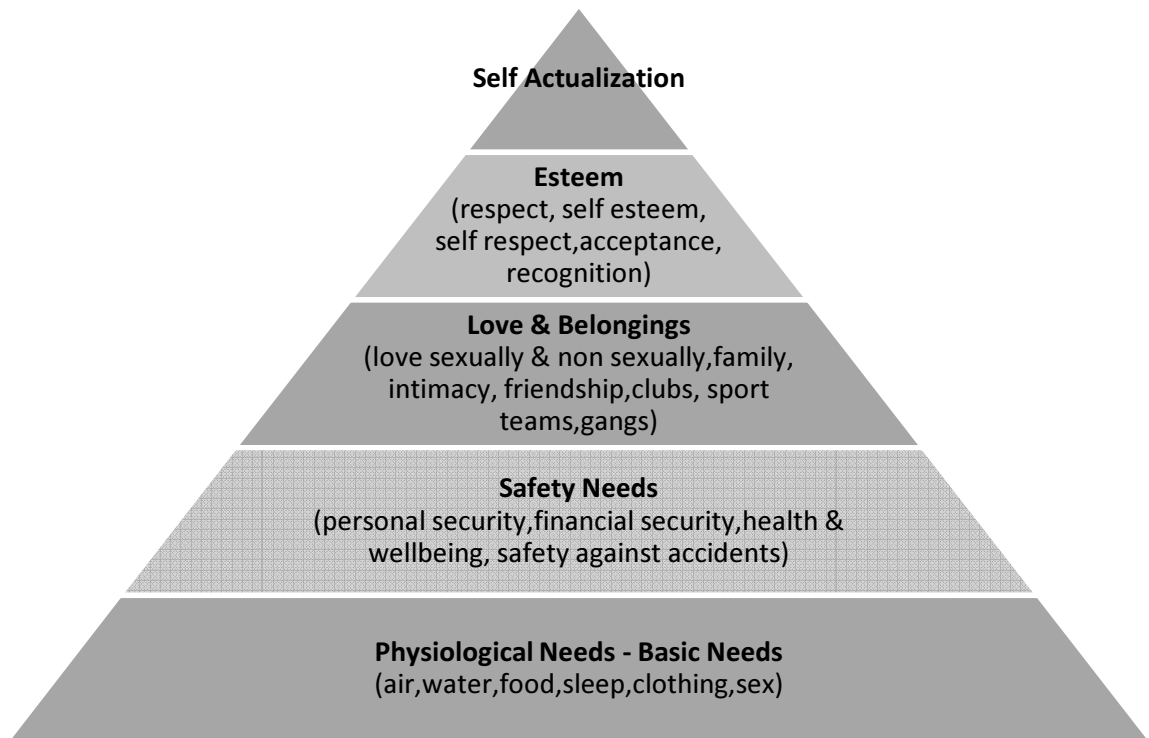 Self Actualization
Esteem
(respect, self esteem,
self respect,acceptance,
recognition)
Love & Belongings
(love sexually & non sexually,family,
intimacy, friendship,clubs, sport
teams,gangs)
Safety Needs
(personal security,financial security,health &
wellbeing, safety against accidents)
Physiological Needs - Basic Needs
(air,water,food,sleep,clothing,sex)